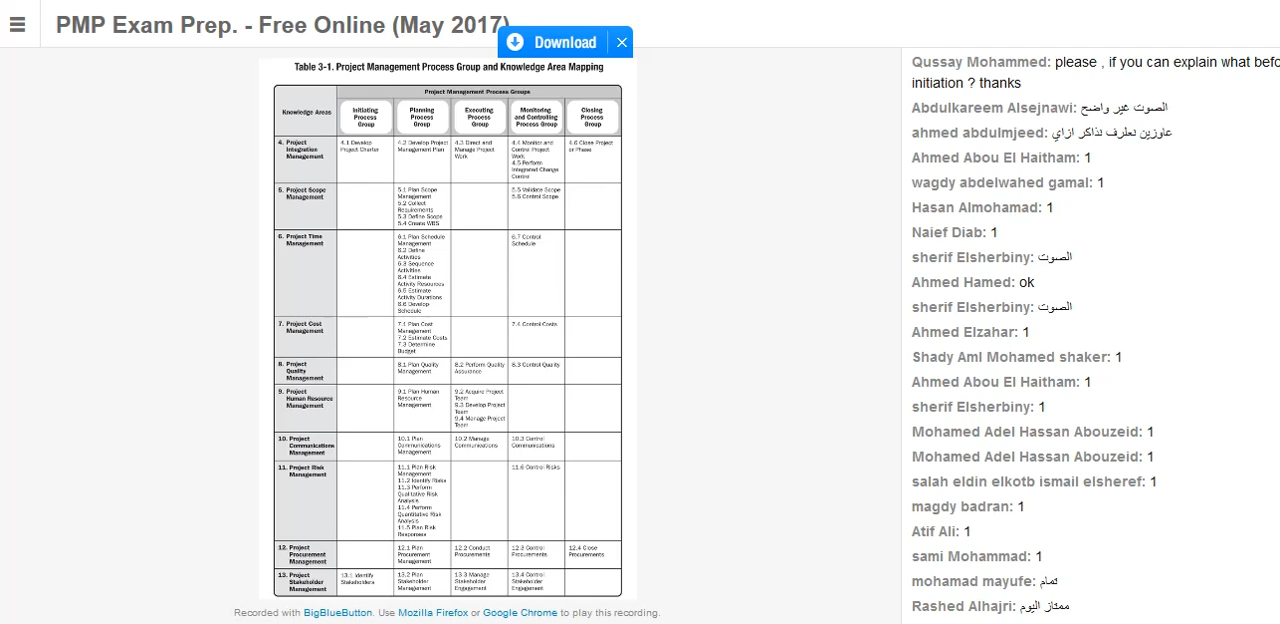 PMP Exam Prep. - Free Online (May 2017)
Download
Table 3-1. Project Management Process Group and Knowledge Area Mapping
Project Management Process Groups
Knowledge Areas
Initiating
Process
Group
Planning
Process
Group
Executing
Process
Group
Monitoring
and Controlling
Process Group
Closing
Process
Group
4. Project
Integration
Management
4.1 Develop
Project Charter
4.2 Develop Project
Management Plan
4.3 Direct and
Manage Project
Work
4.4 Monitor and
Control Project
Work
4.5 Perform
Integrated Change
Control
4.6 Close Project
or Phase
5. Project Scope
Management
5.1 Plan Scope
Management
5.2 Collect
Requirements
5.3 Define Scope
5.4 Create WBS
5.5 Validate Scope
5.6 Control Scope
6. Project Time
Management
6.1 Plan Schedule
Management
6.2 Define
Activities
6.3 Sequence
Activities
6.4 Estimate
Activity Resources
6.5 Estimate
Activity Durations
6.6 Develop
Schedule
6.7 Control
Schedule
7. Project Cost
Management
7.1 Plan Cost
Management
7.2 Estimate Costs
7.3 Determine
Budget
7.4 Control Costs
8. Project
Quality
Management
8.1 Plan Quality
Management
8.2 Perform Quality
Assurance
8.3 Control Quality
9. Project
Human Resource
Management
9.1 Plan Human
Resource
Management
9.2 Acquire Project
Team
9.3 Develop Project
Team
9.4 Manage Project
Team
10. Project
Communications
Management
10.1 Plan
Communications
Management
10.2 Manage
Communications
10.3 Control
Communications
11. Project Risk
Management
11.1 Plan Risk
Management
11.2 Identify Risks
11.3 Perform
Qualitative Risk
Analysis
11.4 Perform
Quantitative Risk
Analysis
11.5 Plan Risk
Responses
11.6 Control Risks
12. Project
Procurement
Management
12.1 Plan
Procurement
Management
12.2 Conduct
Procurements
12.3 Control
Procurements
12.4 Close
Procurements
13. Project
Stakeholder
Management
13.1 Identify
Stakeholders
13.2 Plan
Stakeholder
Management
13.3 Manage
Stakeholder
Engagement
13.4 Control
Stakeholder
Engagement
Recorded with BigBlueButton. Use Mozilla Firefox or Google Chrome to play this recording.
Qussay Mohammed: please , if you can explain what befo
initiation ? thanks
Abdulkareem Alsejnawi: الصوت غير واضح
ahmed abdulmjeed: عاوزين نعلرف نذاكر ازاي
Ahmed Abou El Haitham: 1
wagdy abdelwahed gamal: 1
Hasan Almohamad: 1
Naief Diab: 1
sherif Elsherbiny: الصوت
Ahmed Hamed: ok
sherif Elsherbiny: الصوت
Ahmed Elzahar: 1
Shady Aml Mohamed shaker: 1
Ahmed Abou El Haitham: 1
sherif Elsherbiny: 1
Mohamed Adel Hassan Abouzeid: 1
Mohamed Adel Hassan Abouzeid: 1
salah eldin elkotb ismail elsheref: 1
magdy badran: 1
Atif Ali: 1
sami Mohammad: 1
mohamad mayufe: تمام
Rashed Alhajri: ممتاز اليوم